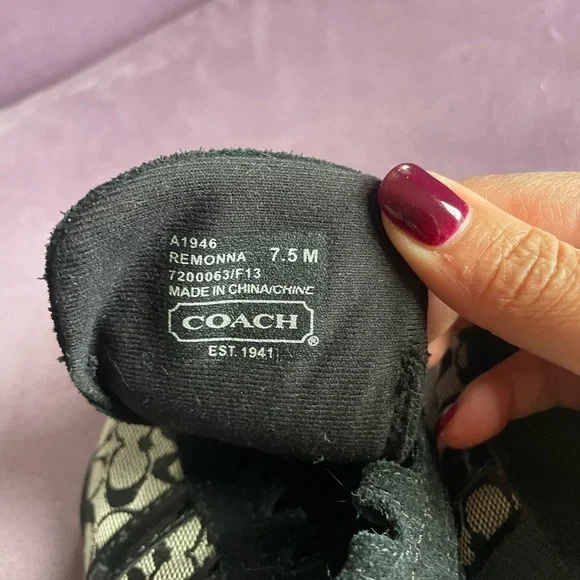 A1946
REMONNA 7.5 M
7200063/F13
MADE IN CHINA/CHINE
COACH ®
EST. 1941